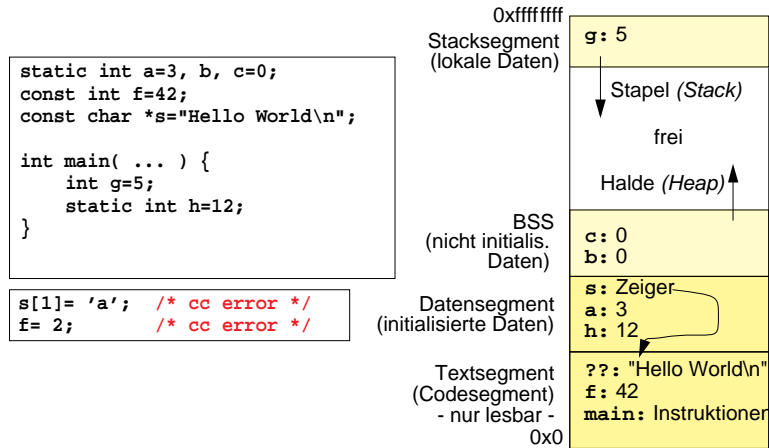 static int a=3, b, c=0;
const int f=42;
const char *s="Hello World\n";
int main( ... ) {
int g=5;
static int h=12;
}
s[1]= ’a’; /* cc error */
f= 2; /* cc error */
0xffffffff
Stacksegment
(lokale Daten)
g: 5
Stapel (Stack)
frei
Halde (Heap)
BSS
(nicht initialis.
Daten)
c: 0
b: 0
Datensegment
(initialisierte Daten)
s: Zeiger
a: 3
h: 12
Textsegment
(Codesegment)
- nur lesbar -
0x0
??: "Hello World\n"
f: 42
main: Instruktionen